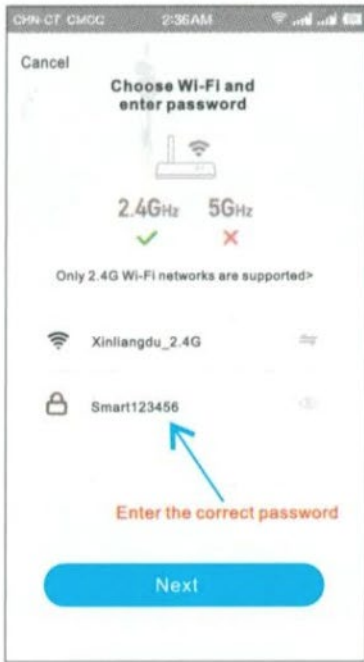 CHN-CT CMCC 2:36AM
Cancel
Choose Wi-Fi and
enter password
2.4GHz 5GHz
Only 2.4G Wi-Fi networks are supported>
Xinliangdu_2.4G
Smart123456
Enter the correct password
Next